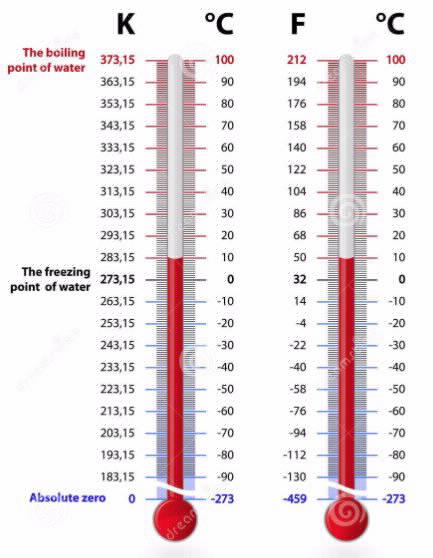 K °C F °C
The boiling
point of water
373,15 100 212 100
363,15 90 194 90
353,15 80 176 80
343,15 70 158 70
333,15 60 140 60
323,15 50 122 50
313,15 40 104 40
303,15 30 86 30
293,15 20 68 20
283,15 10 50 10
The freezing
point of water
273,15 0 32 0
263,15 -10 14 -10
253,15 -20 -4 -20
243,15 -30 -22 -30
233,15 -40 -40 -40
223,15 -50 -58 -50
213,15 -60 -76 -60
203,15 -70 -94 -70
193,15 -80 -112 -80
183,15 -90 -130 -90
Absolute zero 0 -273 -459 -273